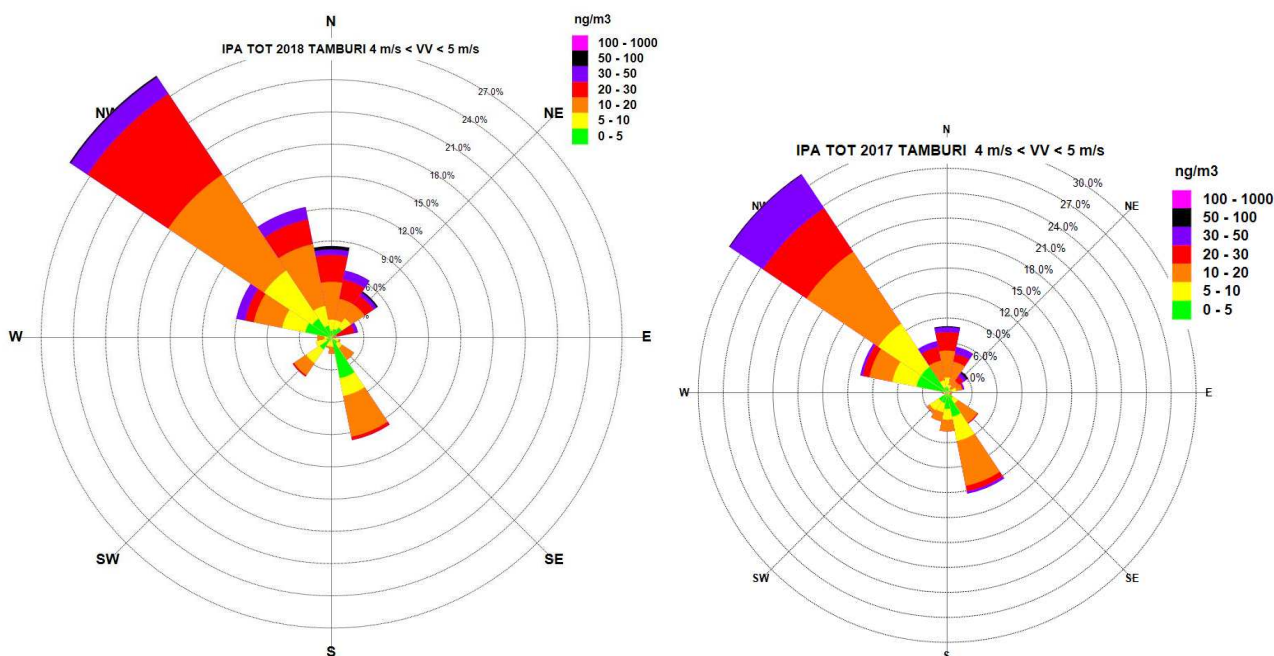 N
IPA TOT 2018 TAMBURI 4 m/s < VV < 5 m/s
ng/m3
100 - 1000
50 - 100
30 - 50
20 - 30
10 - 20
5 - 10
0 - 5
27.0%
24.0%
21.0%
18.0%
15.0%
12.0%
9.0%
6.0%
NE
E
SE
S
SW
W
NW
N
IPA TOT 2017 TAMBURI 4 m/s < VV < 5 m/s
ng/m3
100 - 1000
50 - 100
30 - 50
20 - 30
10 - 20
5 - 10
0 - 5
30.0%
27.0%
24.0%
21.0%
18.0%
15.0%
12.0%
9.0%
6.0%
0%
NE
E
SE
S
SW
W
NW